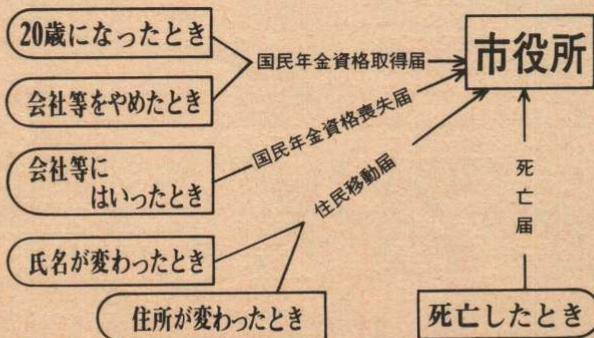 20歳になったとき
国民年金資格取得届
市役所
会社等をやめたとき
国民年金資格喪失届
会社等に
はいったとき
住民移動届
死亡届
氏名が変わったとき
住所が変わったとき
死亡したとき